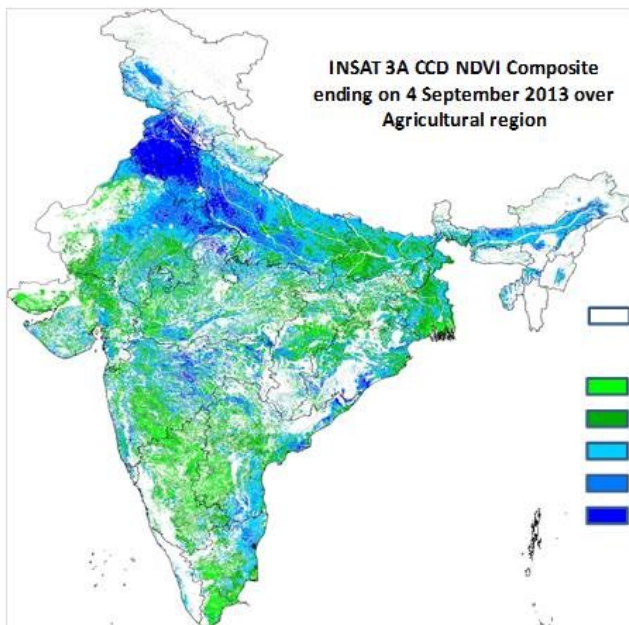 INSAT 3A CCD NDVI Composite
ending on 4 September 2013 over
Agricultural region